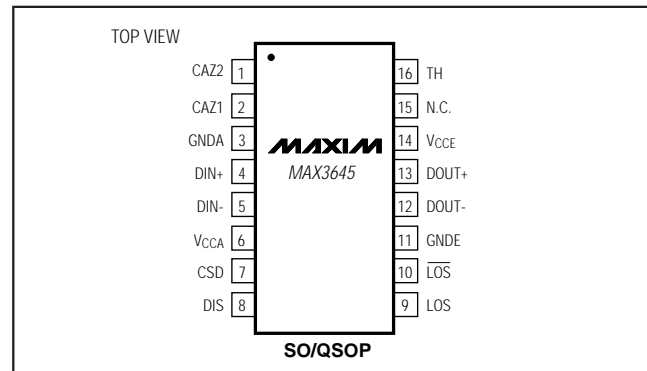 TOP VIEW
CAZ2 1
CAZ1 2
GNDA 3
DIN+ 4
DIN- 5
VCCA 6
CSD 7
DIS 8
MAXIM
MAX3645
16 TH
15 N.C.
14 VCCE
13 DOUT+
12 DOUT-
11 GNDE
10 L̅O̅S̅
9 LOS
SO/QSOP